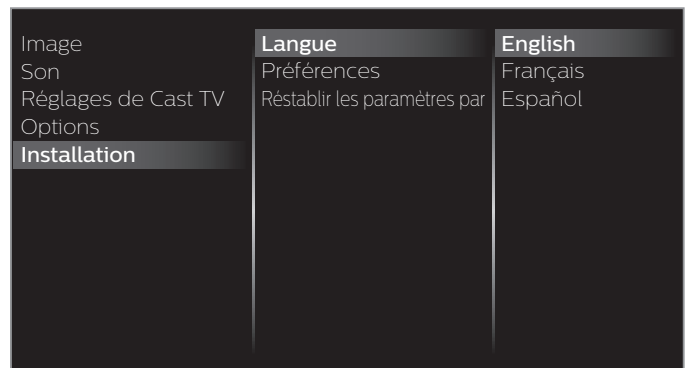 Image
Son
Réglages de Cast TV
Options
Installation
Langue
Préférences
Réstablir les paramètres par
English
Français
Español